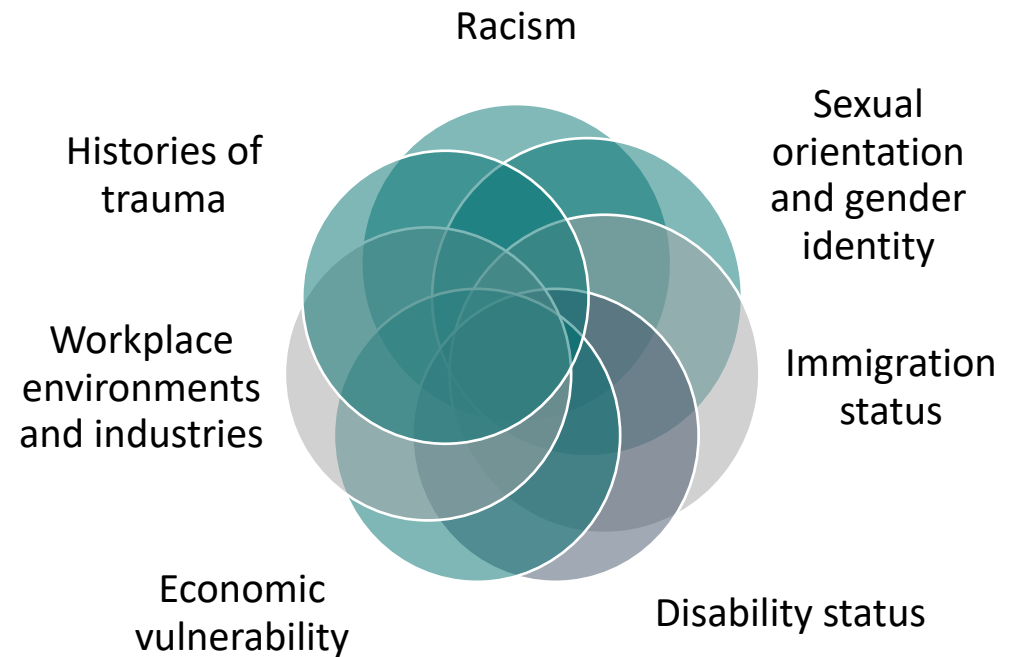 Racism
Sexual
orientation
and gender
identity
Immigration
status
Disability status
Economic
vulnerability
Workplace
environments
and industries
Histories of
trauma